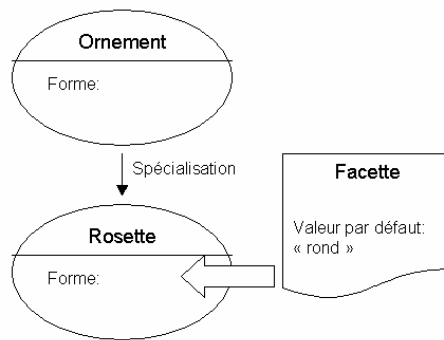 Ornement
Forme:
Spécialisation
Facette
Valeur par défaut:
« rond »
Rosette
Forme: